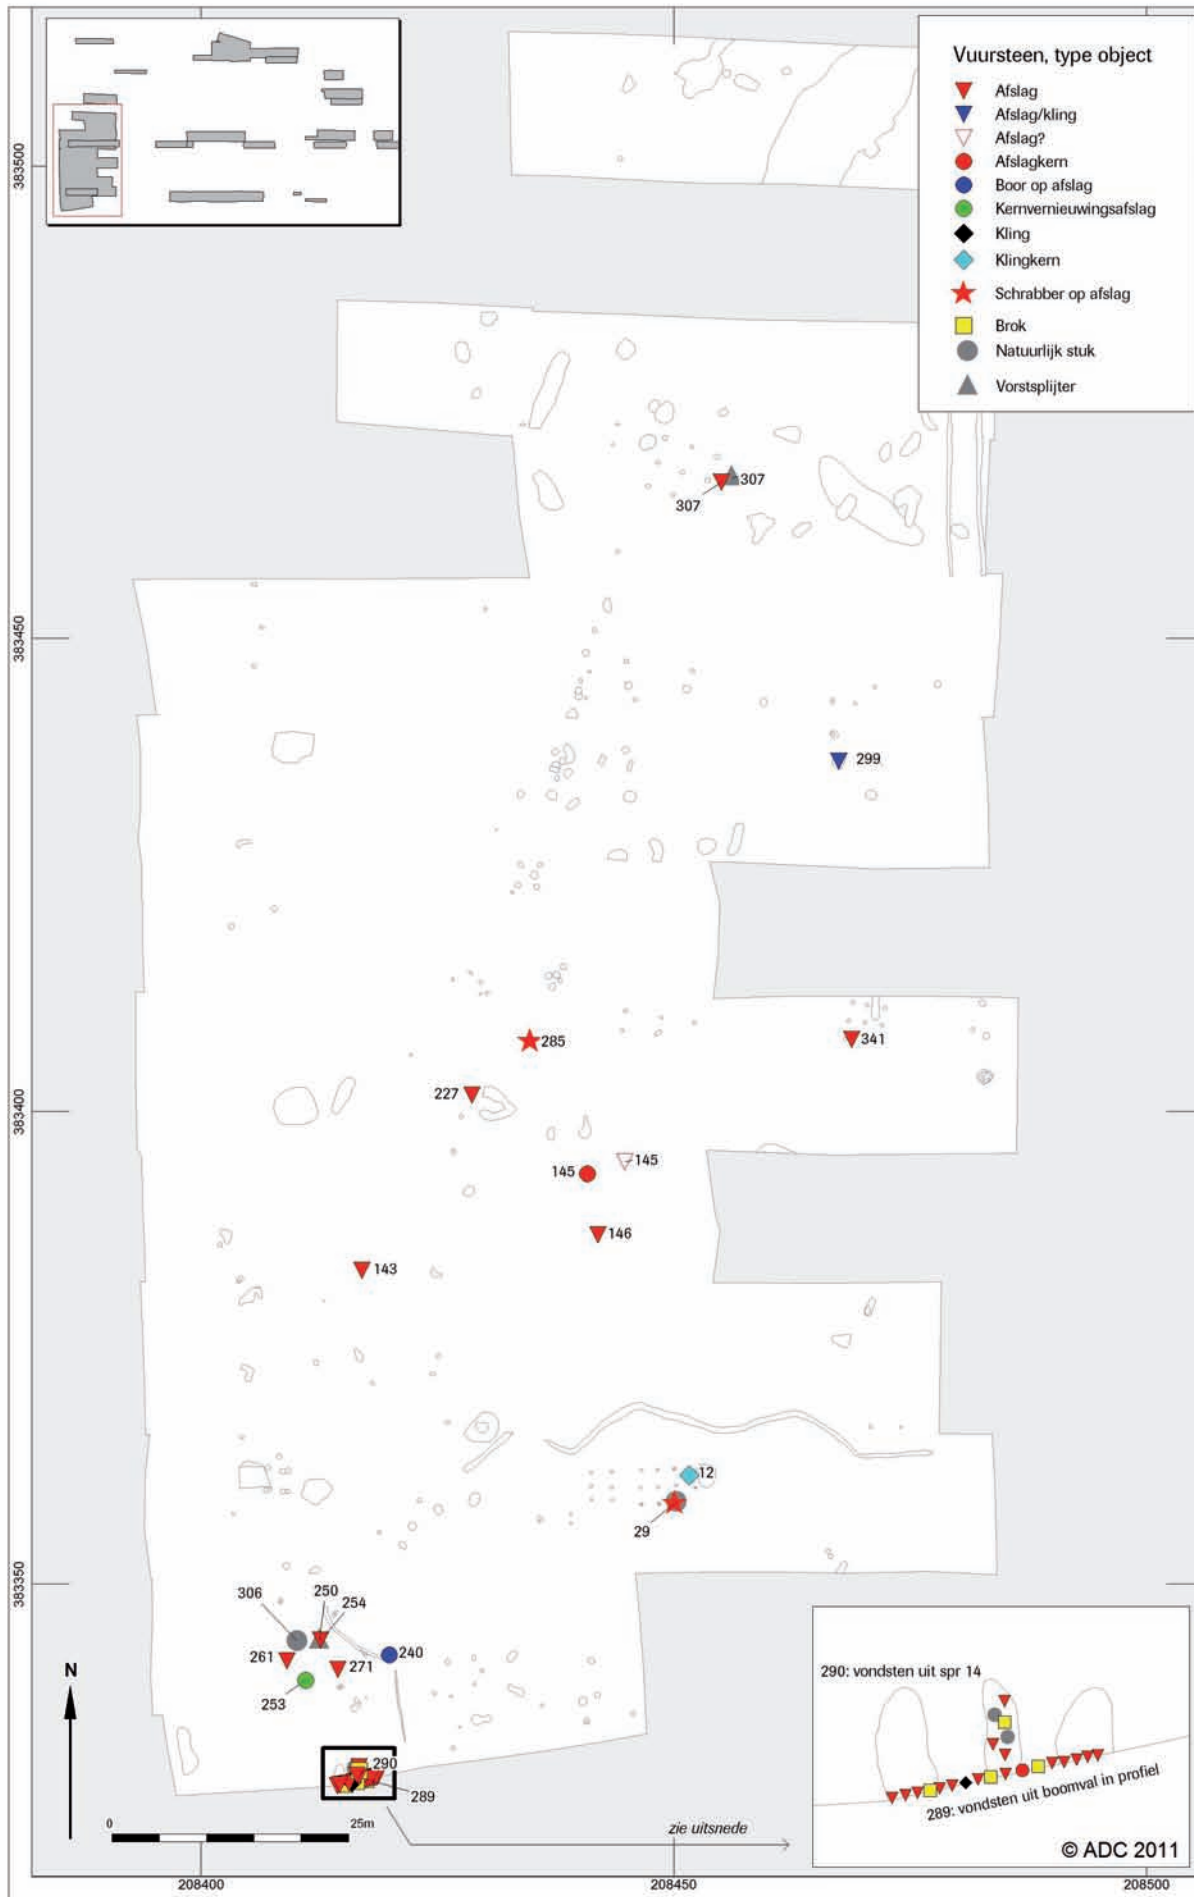 Vuursteen, type object
Afslag
Afslag/kling
Afslag?
Afslagkern
Boor op afslag
Kernvernieuwingsafslag
Kling
Klingkern
Schrabber op afslag
Brok
Natuurlijk stuk
Vorstsplijter
383500
307
307
383450
299
285
341
227
383400
145
145
146
143
12
29
383350
306
250
254
261
240
271
253
290
289
N
0
25m
zie uitsnede
290: vondsten uit spr 14
289: vondsten uit boomval in profiel
© ADC 2011
208400
208450
208500